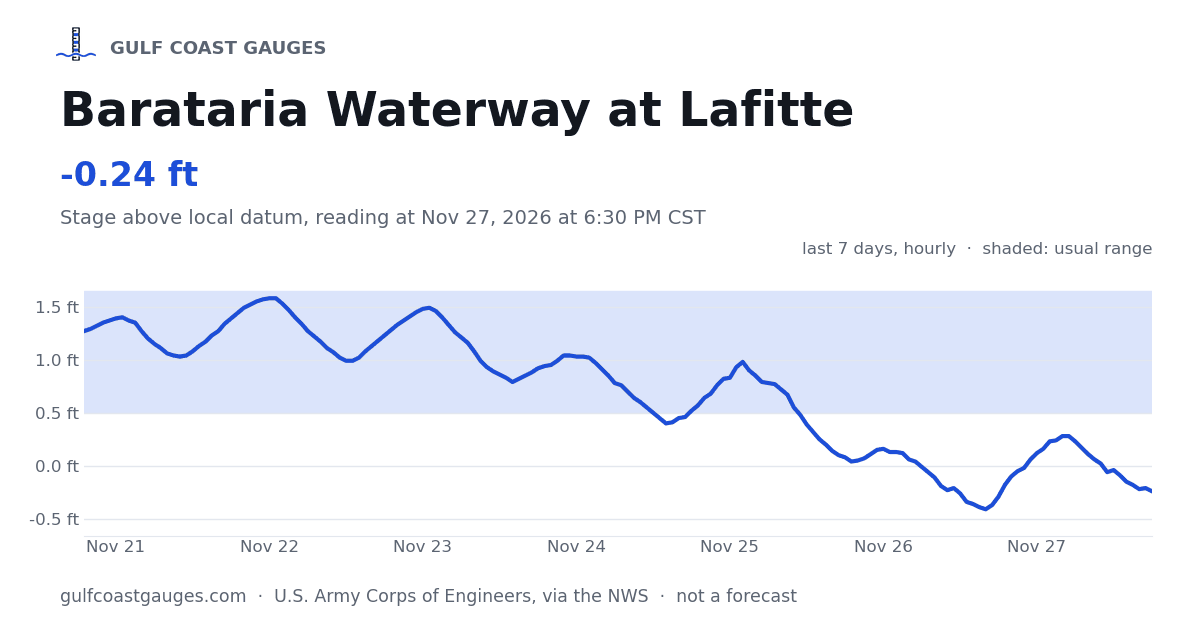 GULF COAST GAUGES
Barataria Waterway at Lafitte
-0.24 ft
Stage above local datum, reading at Nov 27, 2026 at 6:30 PM CST
last 7 days, hourly · shaded: usual range
1.5 ft
1.0 ft
0.5 ft
0.0 ft
-0.5 ft
Nov 21 Nov 22 Nov 23 Nov 24 Nov 25 Nov 26 Nov 27
gulfcoastgauges.com · U.S. Army Corps of Engineers, via the NWS · not a forecast